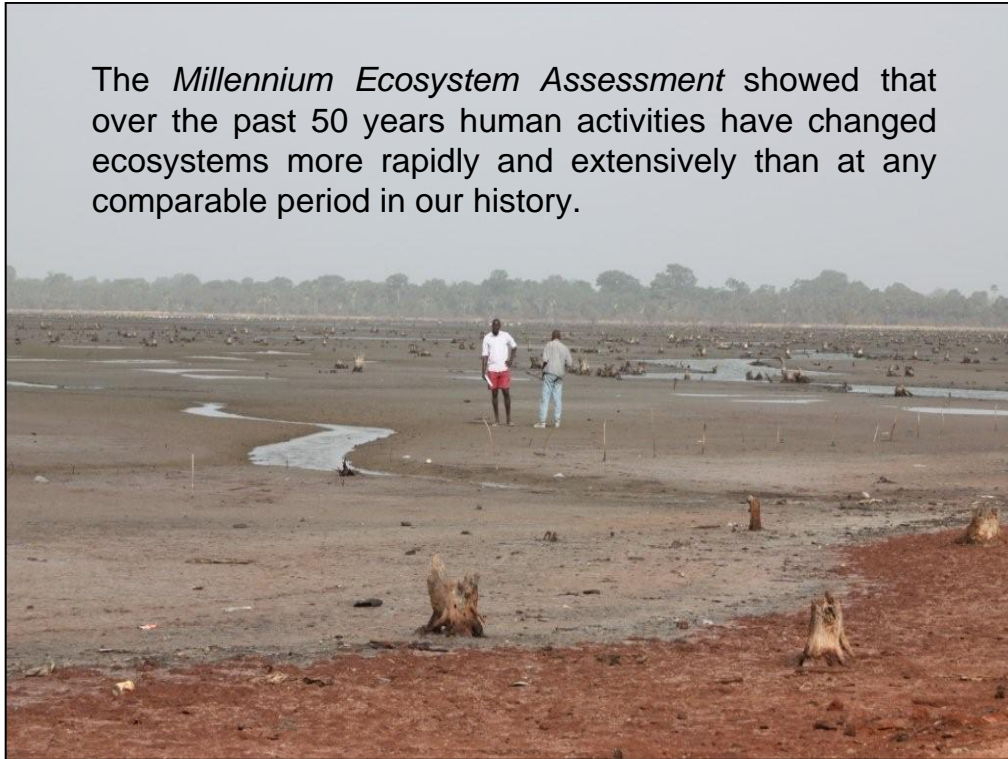 The Millennium Ecosystem Assessment showed that
over the past 50 years human activities have changed
ecosystems more rapidly and extensively than at any
comparable period in our history.